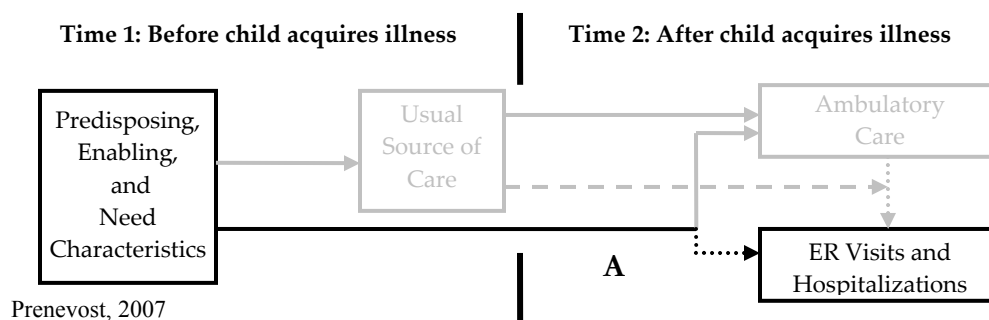 Time 1: Before child acquires illness
Time 2: After child acquires illness
Predisposing,
Enabling,
and
Need
Characteristics
Usual
Source of
Care
Ambulatory
Care
A
ER Visits and
Hospitalizations
Prenevost, 2007